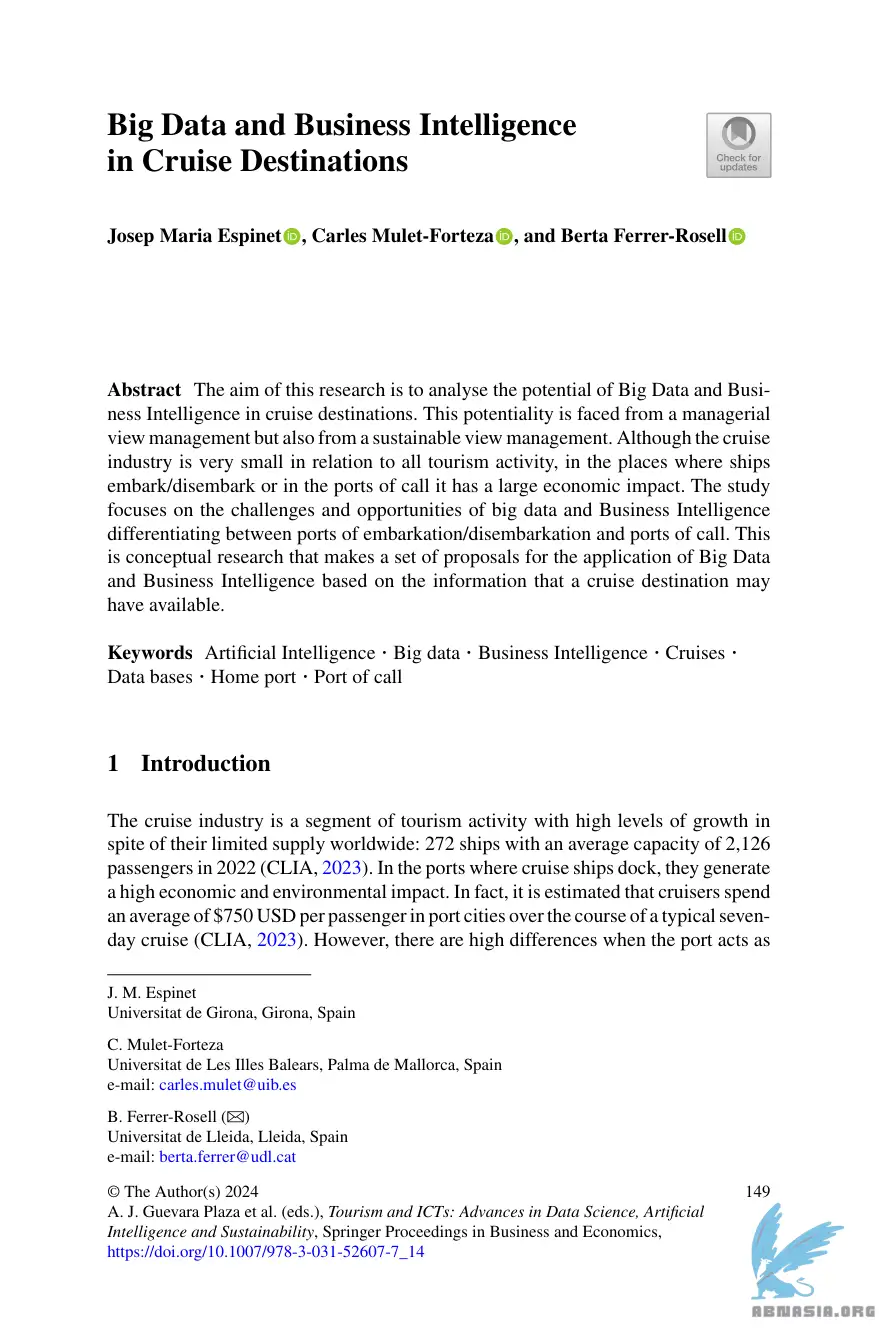 Big Data and Business Intelligence
in Cruise Destinations
Check for
updates
Josep Maria Espinet iD, Carles Mulet-Forteza iD, and Berta Ferrer-Rosell iD
Abstract The aim of this research is to analyse the potential of Big Data and Busi-
ness Intelligence in cruise destinations. This potentiality is faced from a managerial
view management but also from a sustainable view management. Although the cruise
industry is very small in relation to all tourism activity, in the places where ships
embark/disembark or in the ports of call it has a large economic impact. The study
focuses on the challenges and opportunities of big data and Business Intelligence
differentiating between ports of embarkation/disembarkation and ports of call. This
is conceptual research that makes a set of proposals for the application of Big Data
and Business Intelligence based on the information that a cruise destination may
have available.
Keywords Artificial Intelligence · Big data · Business Intelligence · Cruises ·
Data bases · Home port · Port of call
1 Introduction
The cruise industry is a segment of tourism activity with high levels of growth in
spite of their limited supply worldwide: 272 ships with an average capacity of 2,126
passengers in 2022 (CLIA, 2023). In the ports where cruise ships dock, they generate
a high economic and environmental impact. In fact, it is estimated that cruisers spend
an average of $750 USD per passenger in port cities over the course of a typical seven-
day cruise (CLIA, 2023). However, there are high differences when the port acts as
J. M. Espinet
Universitat de Girona, Girona, Spain
C. Mulet-Forteza
Universitat de Les Illes Balears, Palma de Mallorca, Spain
e-mail: carles.mulet@uib.es
B. Ferrer-Rosell (✉)
Universitat de Lleida, Lleida, Spain
e-mail: berta.ferrer@udl.cat
© The Author(s) 2024 149
A. J. Guevara Plaza et al. (eds.), Tourism and ICTs: Advances in Data Science, Artificial
Intelligence and Sustainability, Springer Proceedings in Business and Economics,
https://doi.org/10.1007/978-3-031-52607-7_14
ABNASIA.ORG